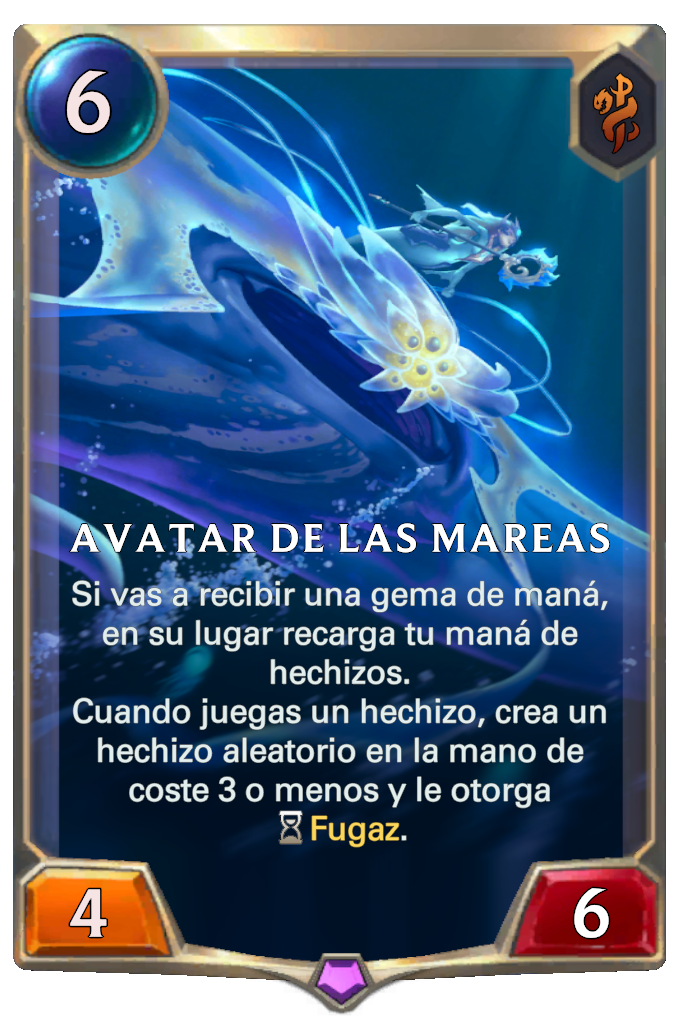 6
AVATAR DE LAS MAREAS
Si vas a recibir una gema de maná,
en su lugar recarga tu maná de
hechizos.
Cuando juegas un hechizo, crea un
hechizo aleatorio en la mano de
coste 3 o menos y le otorga
Fugaz.
4
6